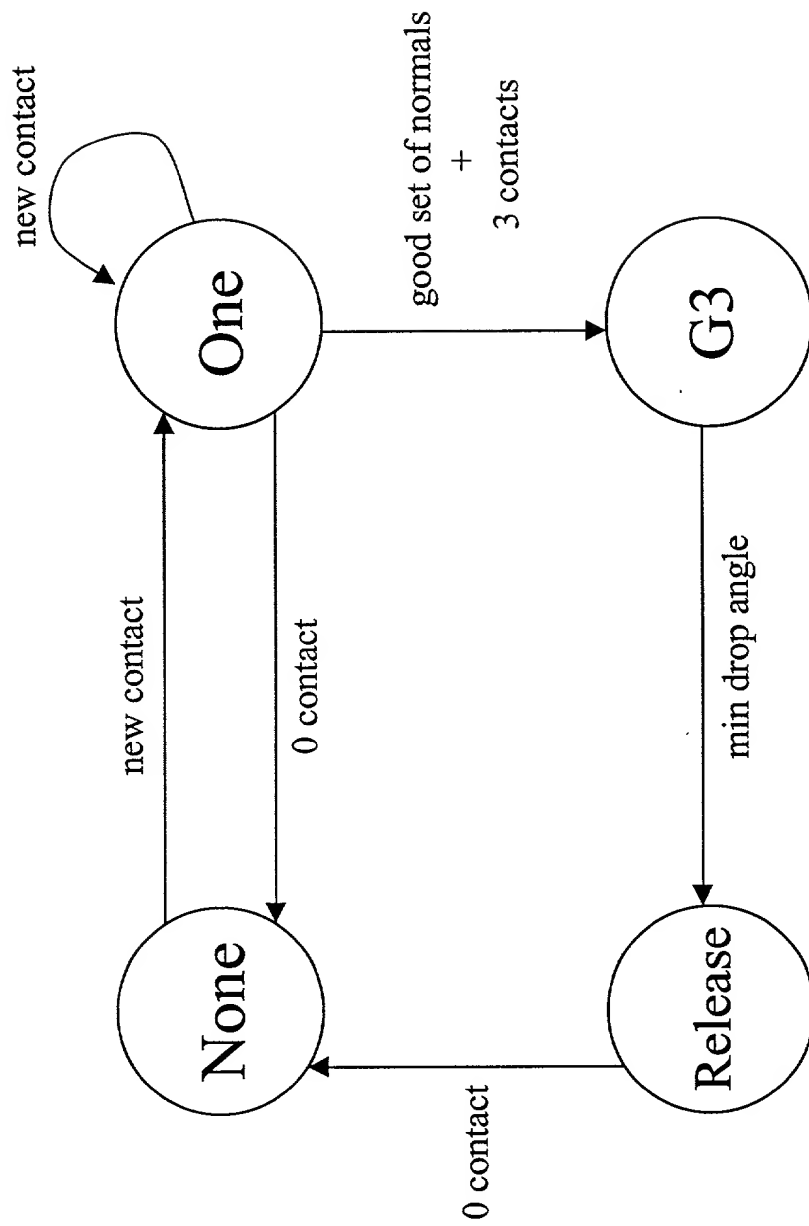 new contact
None
new contact
One
0 contact
0 contact
good set of normals
+
3 contacts
Release
min drop angle
G3